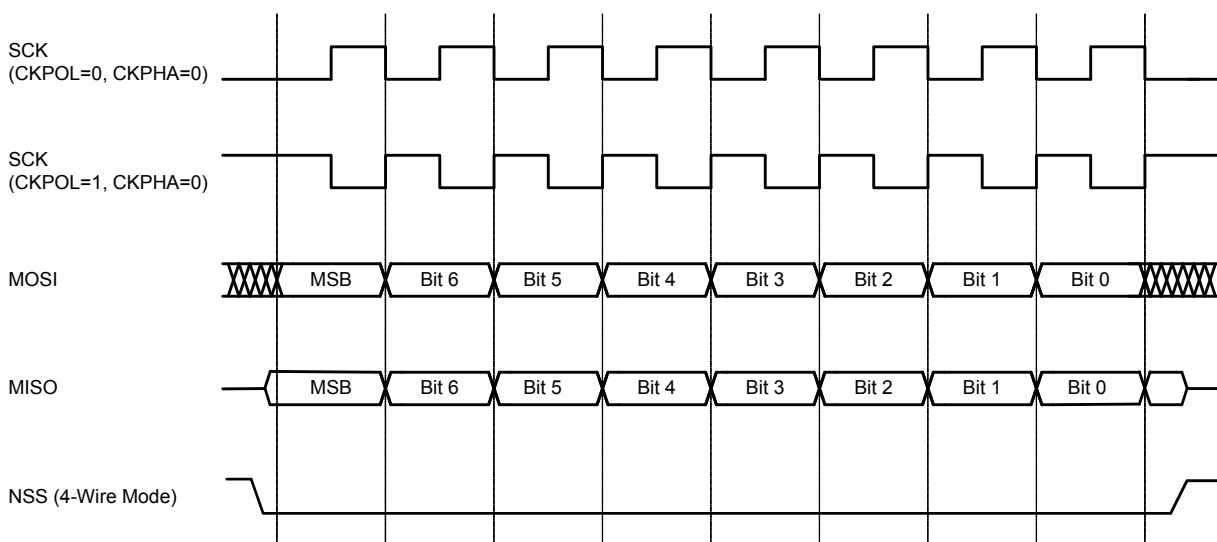 SCK
(CKPOL=0, CKPHA=0)
SCK
(CKPOL=1, CKPHA=0)
MOSI
MSB
Bit 6
Bit 5
Bit 4
Bit 3
Bit 2
Bit 1
Bit 0
MISO
MSB
Bit 6
Bit 5
Bit 4
Bit 3
Bit 2
Bit 1
Bit 0
NSS (4-Wire Mode)